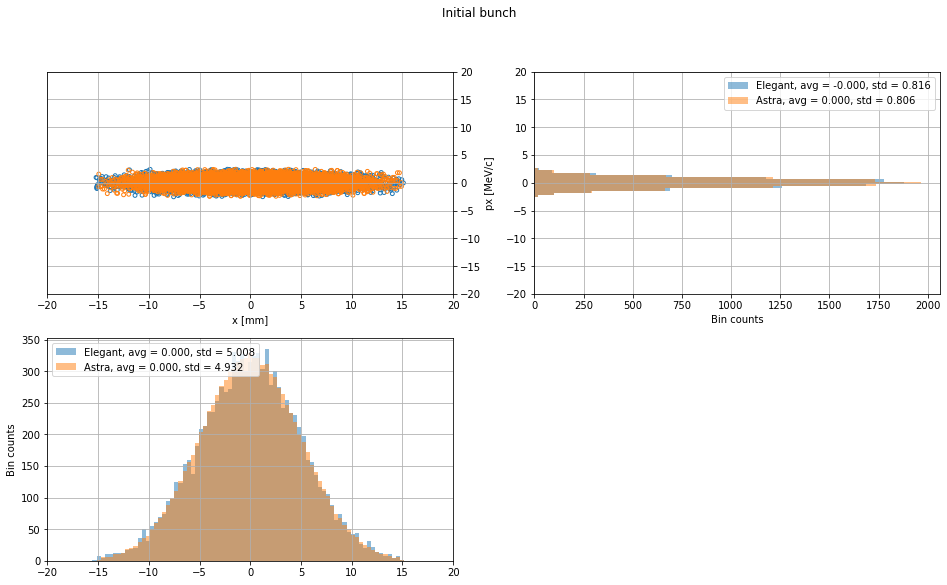 Initial bunch
20
15
10
5
0
−5
−10
−15
−20
−20 −15 −10 −5 0 5 10 15 20
x [mm]
px [MeV/c]
20
15
10
5
0
−5
−10
−15
−20
Elegant, avg = -0.000, std = 0.816
Astra, avg = 0.000, std = 0.806
0 250 500 750 1000 1250 1500 1750 2000
Bin counts
350
300
250
200
150
100
50
0
Bin counts
Elegant, avg = 0.000, std = 5.008
Astra, avg = 0.000, std = 4.932
−20 −15 −10 −5 0 5 10 15 20